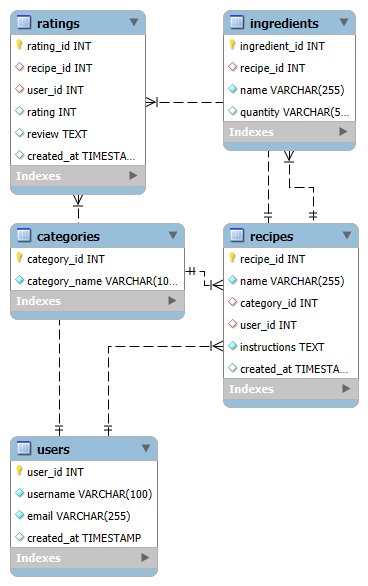 ratings
rating_id INT
recipe_id INT
user_id INT
rating INT
review TEXT
created_at TIMESTA...
Indexes
ingredients
ingredient_id INT
recipe_id INT
name VARCHAR(255)
quantity VARCHAR(5...
Indexes
categories
category_id INT
category_name VARCHAR(10...
Indexes
recipes
recipe_id INT
name VARCHAR(255)
category_id INT
user_id INT
instructions TEXT
created_at TIMESTAMP...
Indexes
users
user_id INT
username VARCHAR(100)
email VARCHAR(255)
created_at TIMESTAMP
Indexes